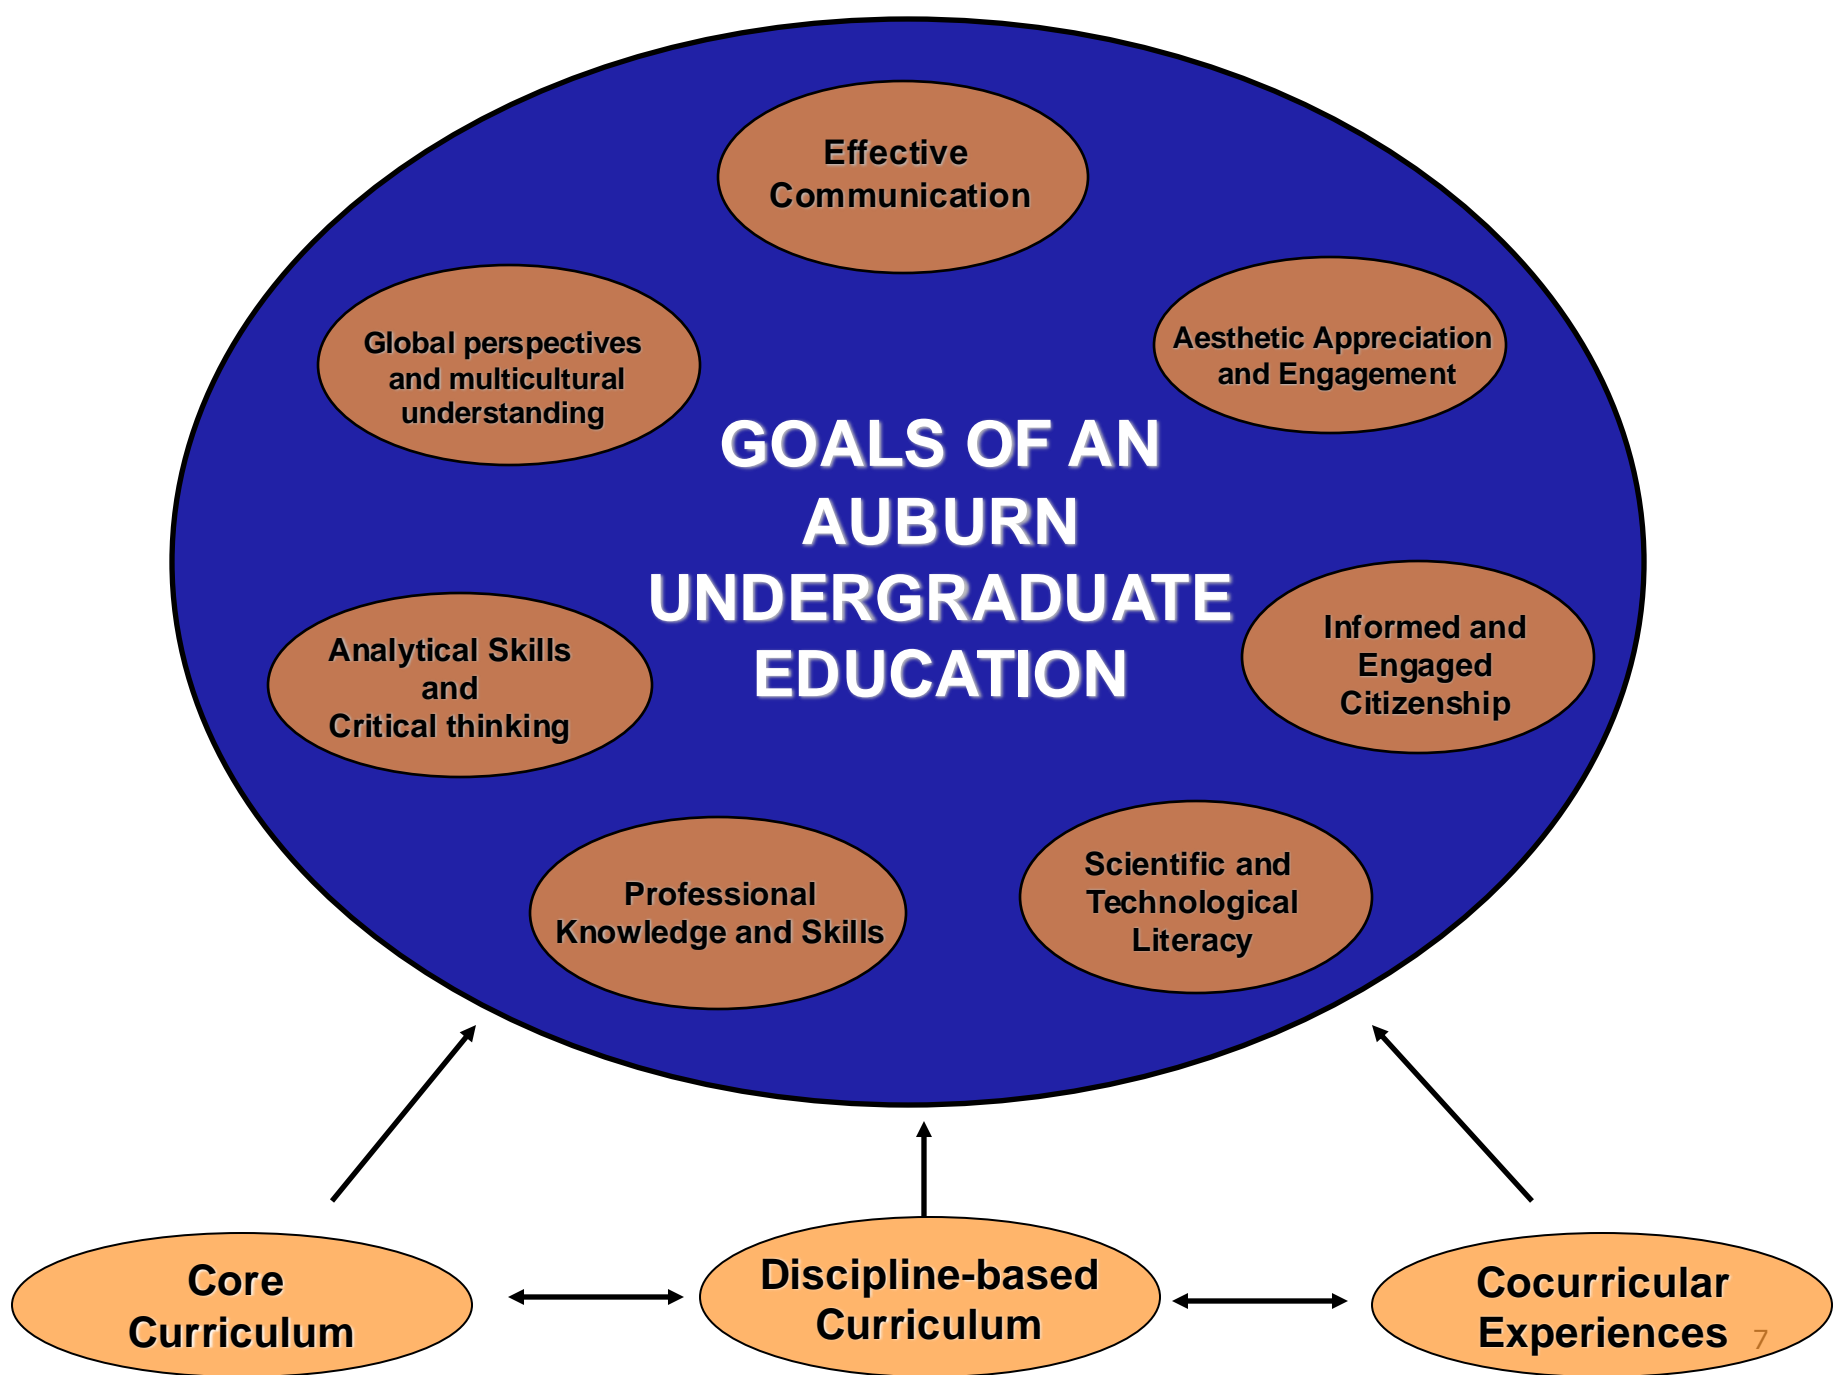 Effective
Communication
Global perspectives
and multicultural
understanding
Aesthetic Appreciation
and Engagement
GOALS OF AN
AUBURN
UNDERGRADUATE
EDUCATION
Analytical Skills
and
Critical thinking
Informed and
Engaged
Citizenship
Professional
Knowledge and Skills
Scientific and
Technological
Literacy
Core
Curriculum
Discipline-based
Curriculum
Cocurricular
Experiences
7